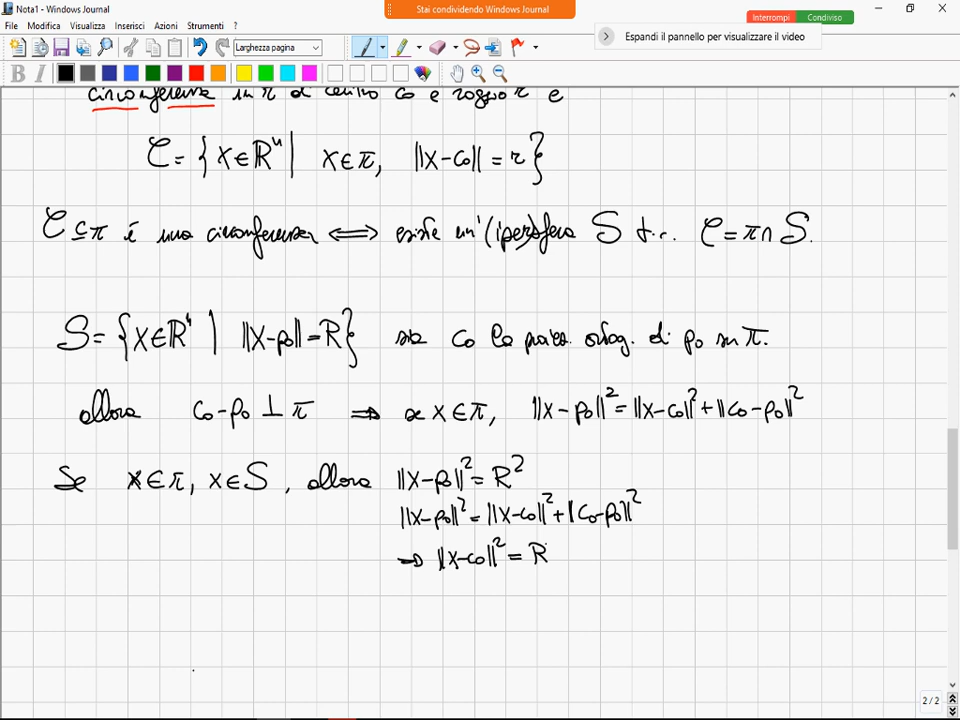 Nota1 - Windows Journal
Stai condividendo Windows Journal
Interrompi Condiviso
File Modifica Visualizza Inserisci Azioni Strumenti ?
Espandi il pannello per visualizzare il video
Larghezza pagina
B I
circonferenza in π di centro c₀ e raggio r è
C = {x∈ℝⁿ | x∈π, ||x-c₀|| = r}
C ⊆ π è una circonferenza ⟺ esiste un'(iper)sfera S t.c. C = π∩S.
S = {x∈ℝⁿ | ||x-p₀|| = R} sia c₀ la proiez. ortog. di p₀ su π.
allora c₀-p₀ ⊥ π ⇒ se x∈π, ||x-p₀||² = ||x-c₀||² + ||c₀-p₀||²
Se x∈π, x∈S, allora ||x-p₀||² = R²
||x-p₀||² = ||x-c₀||² + ||c₀-p₀||²
⇒ ||x-c₀||² = R
2 / 2